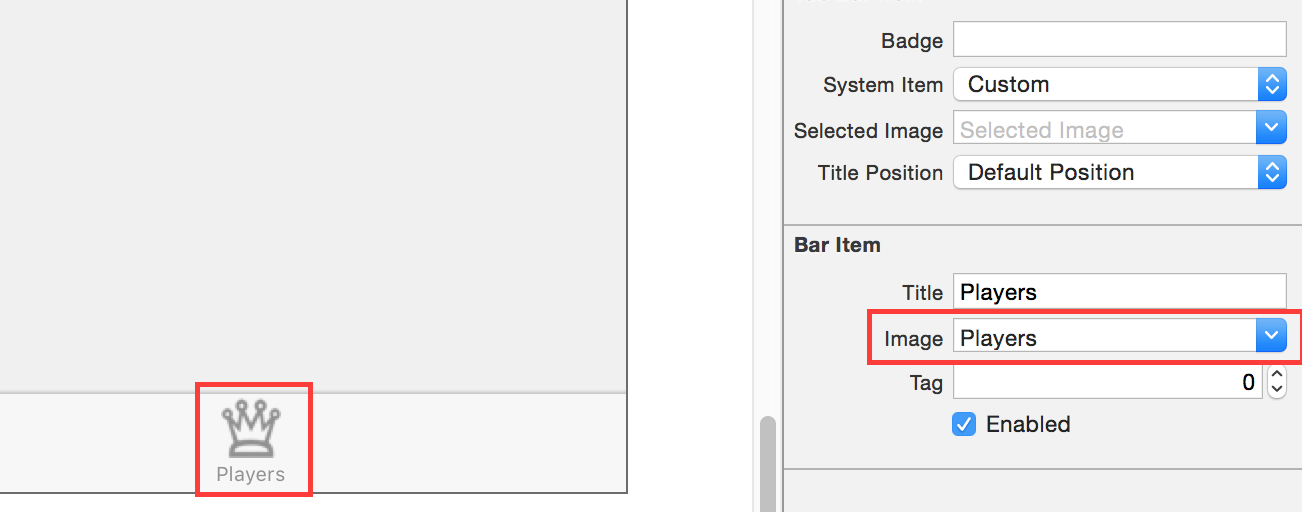 Badge
System Item Custom
Selected Image Selected Image
Title Position Default Position
Bar Item
Title Players
Image Players
Tag 0
Enabled
Players